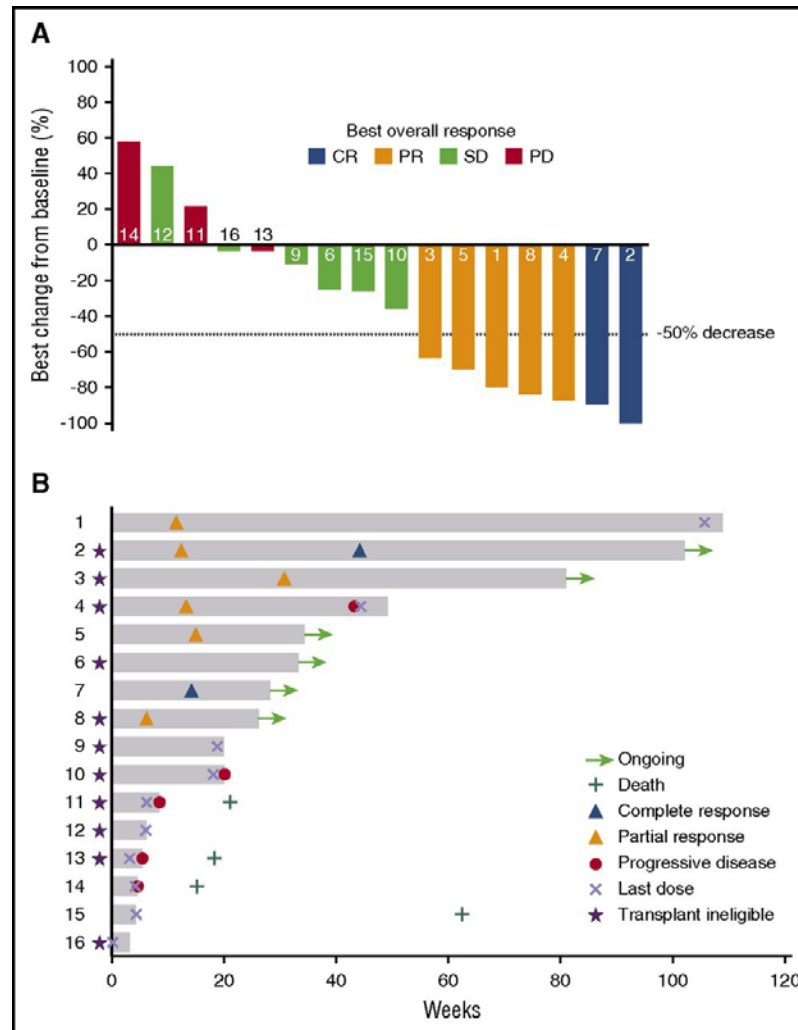 A
Best change from baseline (%)
100
80
60
40
20
0
-20
-40
-60
-80
-100
Best overall response
CR PR SD PD
14 12 11 16 13
9 6 15 10 3 5 1 8 4 7 2
-50% decrease
B
1
2
3
4
5
6
7
8
9
10
11
12
13
14
15
16
Ongoing
Death
Complete response
Partial response
Progressive disease
Last dose
Transplant ineligible
0 20 40 60 80 100 120
Weeks